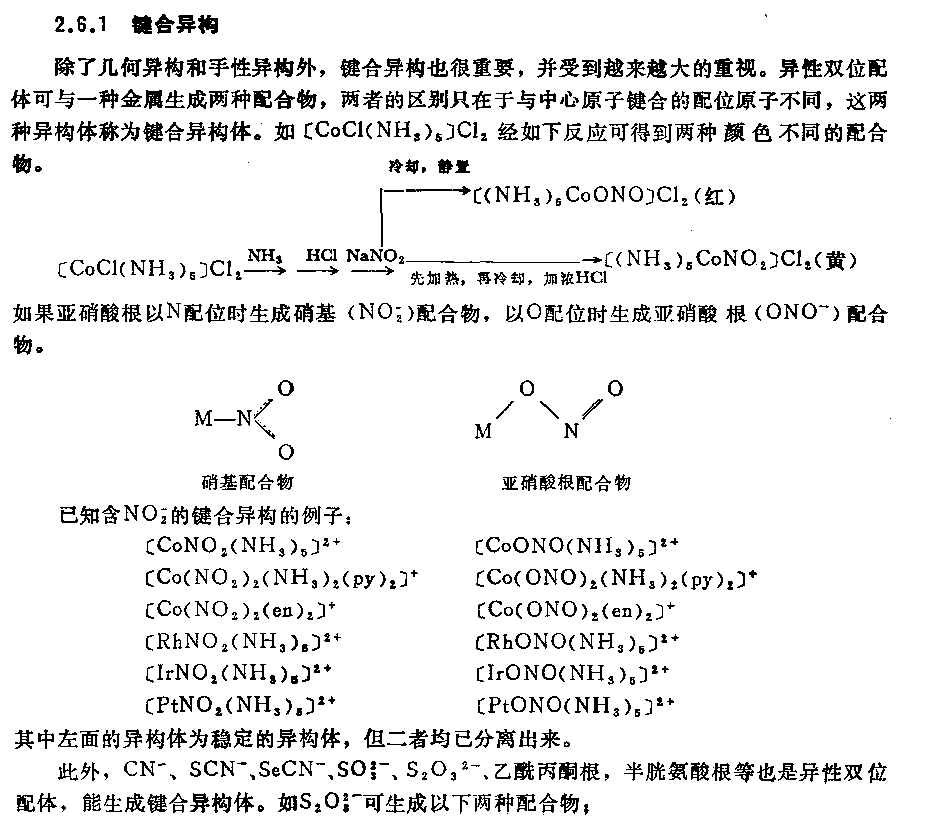 2.6.1 键合异构
除了几何异构和手性异构外，键合异构也很重要，并受到越来越大的重视。异性双位配
体可与一种金属生成两种配合物，两者的区别只在于与中心原子键合的配位原子不同，这两
种异构体称为键合异构体。如〔CoCl(NH₃)₅〕Cl₂ 经如下反应可得到两种颜色不同的配合
物。
冷却，静置
〔(NH₃)₅CoONO〕Cl₂(红)
〔CoCl(NH₃)₅〕Cl₂ NH₃ HCl NaNO₂ 〔(NH₃)₅CoNO₂〕Cl₂(黄)
先加热，再冷却，加浓HCl
如果亚硝酸根以N配位时生成硝基（NO₂⁻)配合物，以O配位时生成亚硝酸根（ONO⁻）配合
物。
O O O
M—N
M N
O
硝基配合物 亚硝酸根配合物
已知含NO₂⁻的键合异构的例子：
〔CoNO₂(NH₃)₅〕²⁺ 〔CoONO(NH₃)₅〕²⁺
〔Co(NO₂)₂(NH₃)₂(py)₂〕⁺ 〔Co(ONO)₂(NH₃)₂(py)₂〕⁺
〔Co(NO₂)₂(en)₂〕⁺ 〔Co(ONO)₂(en)₂〕⁺
〔RhNO₂(NH₃)₅〕²⁺ 〔RhONO(NH₃)₅〕²⁺
〔IrNO₂(NH₃)₅〕²⁺ 〔IrONO(NH₃)₅〕²⁺
〔PtNO₂(NH₃)₅〕²⁺ 〔PtONO(NH₃)₅〕²⁺
其中左面的异构体为稳定的异构体，但二者均已分离出来。
此外，CN⁻、SCN⁻、SeCN⁻、SO₃²⁻、S₂O₃²⁻、乙酰丙酮根，半胱氨酸根等也是异性双位
配体，能生成键合异构体。如S₂O₃²⁻可生成以下两种配合物：